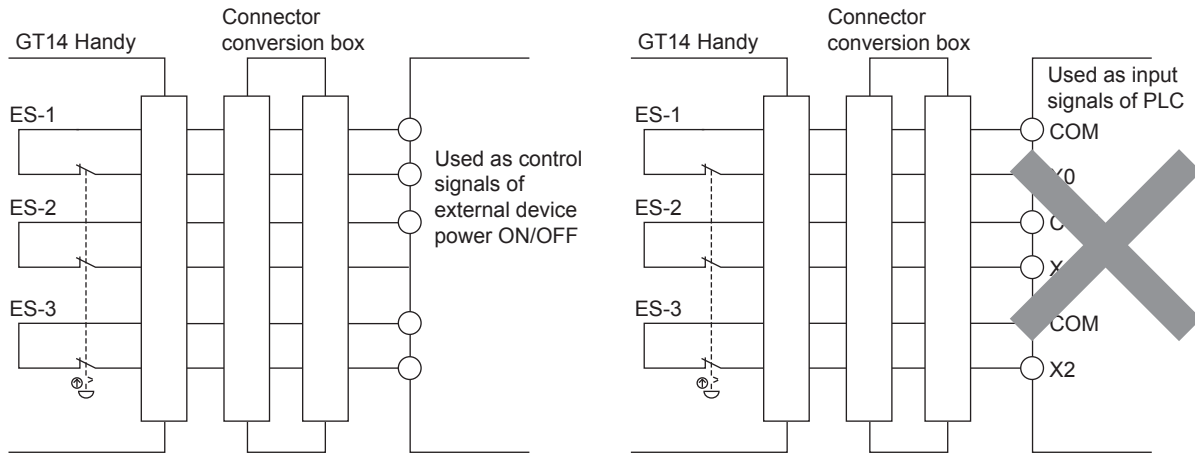 Connector
conversion box
GT14 Handy
ES-1
ES-2
ES-3
Used as control
signals of
external device
power ON/OFF
Connector
conversion box
GT14 Handy
ES-1
ES-2
ES-3
Used as input
signals of PLC
COM
X0
COM
X2